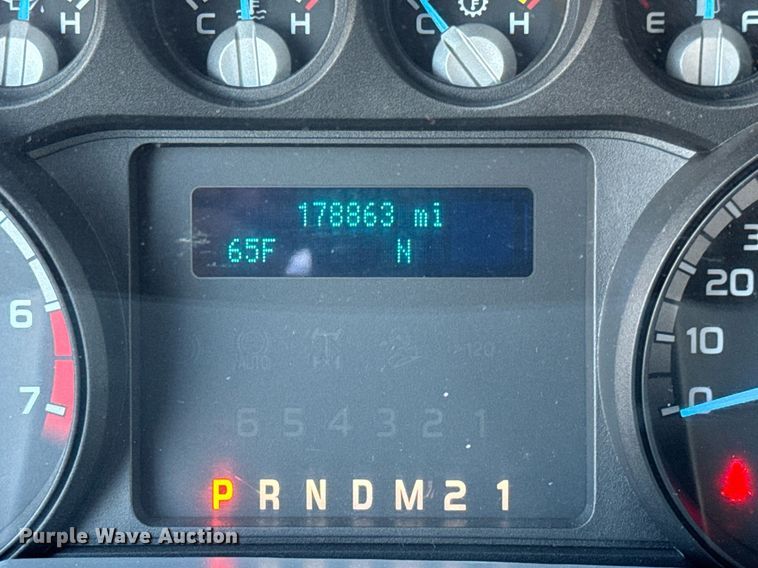 C H
C H
E F
178863 mi
65F N
30
20
10
0
6
7
AUTO
6 5 4 3 2 1
P R N D M 2 1
Purple Wave Auction